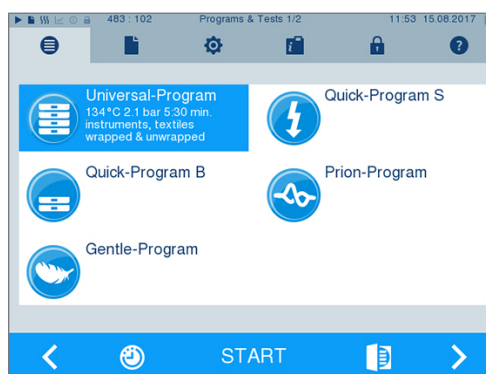 483 : 102 Programs & Tests 1/2 11:53 15.08.2017
Universal-Program
134°C 2.1 bar 5:30 min.
instruments, textiles
wrapped & unwrapped
Quick-Program S
Quick-Program B
Prion-Program
Gentle-Program
START